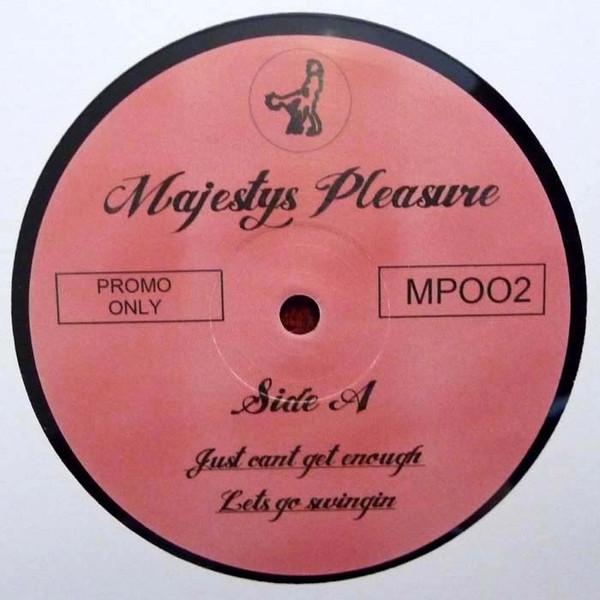 Majestys Pleasure
PROMO
ONLY
MPOO2
Side A
Just cant get enough
Lets go swingin